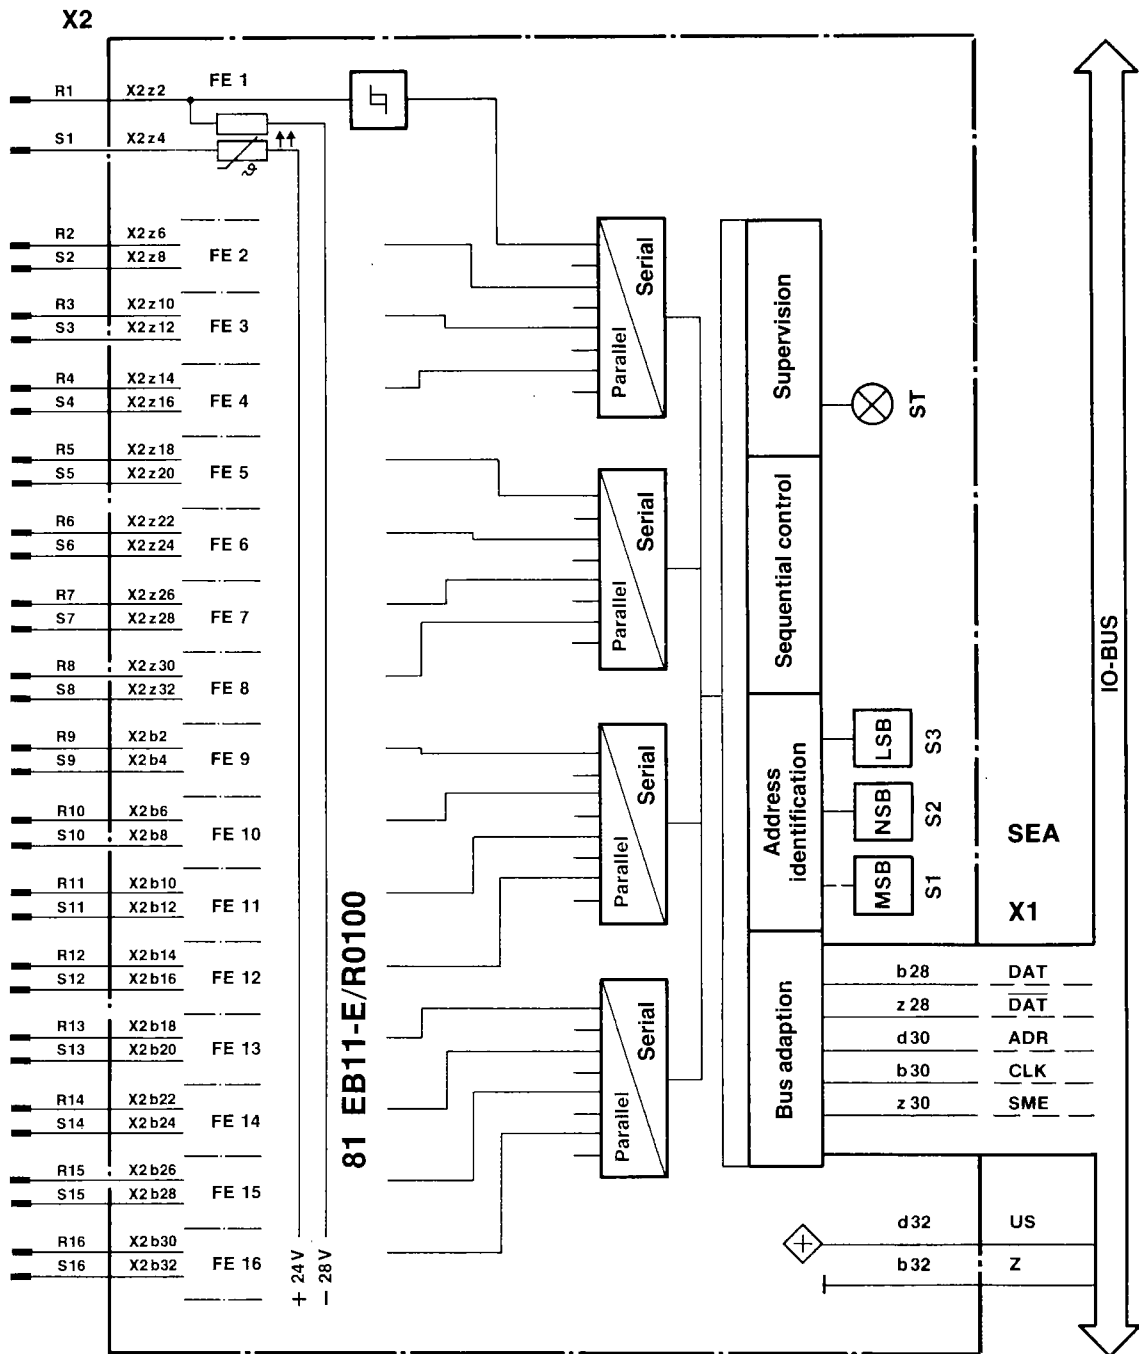 X2
FE 1
R1 X2z2
S1 X2z4
ϑ
R2 X2z6
S2 X2z8
FE 2
R3 X2z10
S3 X2z12
FE 3
R4 X2z14
S4 X2z16
FE 4
R5 X2z18
S5 X2z20
FE 5
R6 X2z22
S6 X2z24
FE 6
R7 X2z26
S7 X2z28
FE 7
R8 X2z30
S8 X2z32
FE 8
R9 X2b2
S9 X2b4
FE 9
R10 X2b6
S10 X2b8
FE 10
R11 X2b10
S11 X2b12
FE 11
R12 X2b14
S12 X2b16
FE 12
R13 X2b18
S13 X2b20
FE 13
R14 X2b22
S14 X2b24
FE 14
R15 X2b26
S15 X2b28
FE 15
R16 X2b30
S16 X2b32
FE 16
+ 24V
− 28V
81 EB11-E/R0100
Parallel Serial
Parallel Serial
Parallel Serial
Parallel Serial
Supervision
Sequential control
Address identification
Bus adaption
ST
LSB S3
NSB S2
MSB S1
SEA
X1
IO-BUS
b28 DAT
z28 D̅A̅T̅
d30 ADR
b30 CLK
z30 SME
d32 US
b32 Z